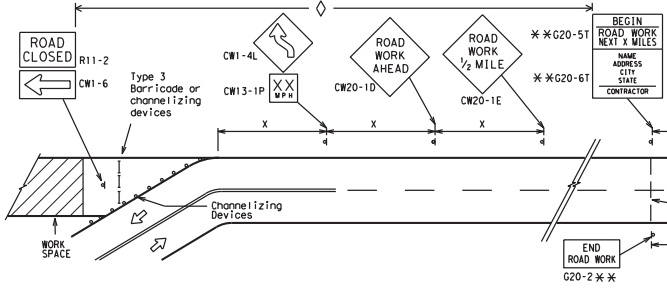 ROAD
CLOSED
R11-2
CW1-6
Type 3
Barricade or
channelizing
devices
CW1-4L
XX
MPH
CW13-1P
ROAD
WORK
AHEAD
CW20-1D
ROAD
WORK
1/2 MILE
CW20-1E
**G20-5T
**G20-6T
BEGIN
ROAD WORK
NEXT X MILES
NAME
ADDRESS
CITY
STATE
CONTRACTOR
X
X
X
Channelizing
Devices
WORK
SPACE
END
ROAD WORK
G20-2**